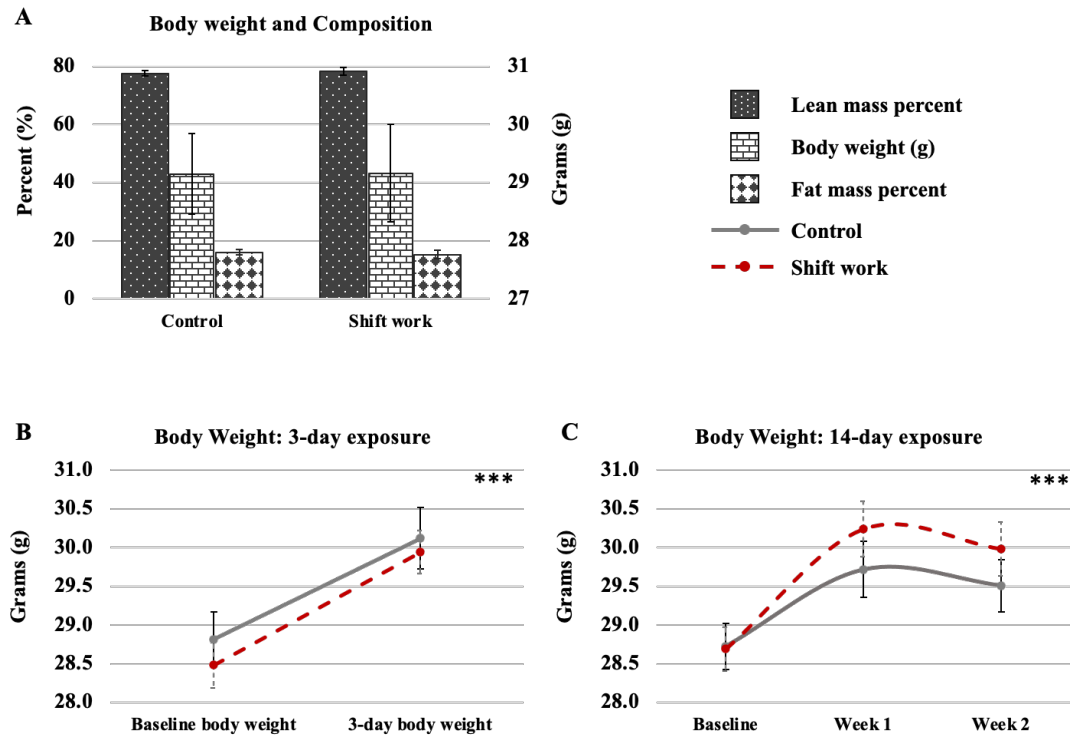 A
Body weight and Composition
Percent (%)
80
60
40
20
0
Control
Shift work
31
30
29
28
27
Grams (g)
Lean mass percent
Body weight (g)
Fat mass percent
Control
Shift work
B
Body Weight: 3-day exposure
***
Grams (g)
31.0
30.5
30.0
29.5
29.0
28.5
28.0
Baseline body weight
3-day body weight
C
Body Weight: 14-day exposure
***
Grams (g)
31.0
30.5
30.0
29.5
29.0
28.5
28.0
Baseline
Week 1
Week 2